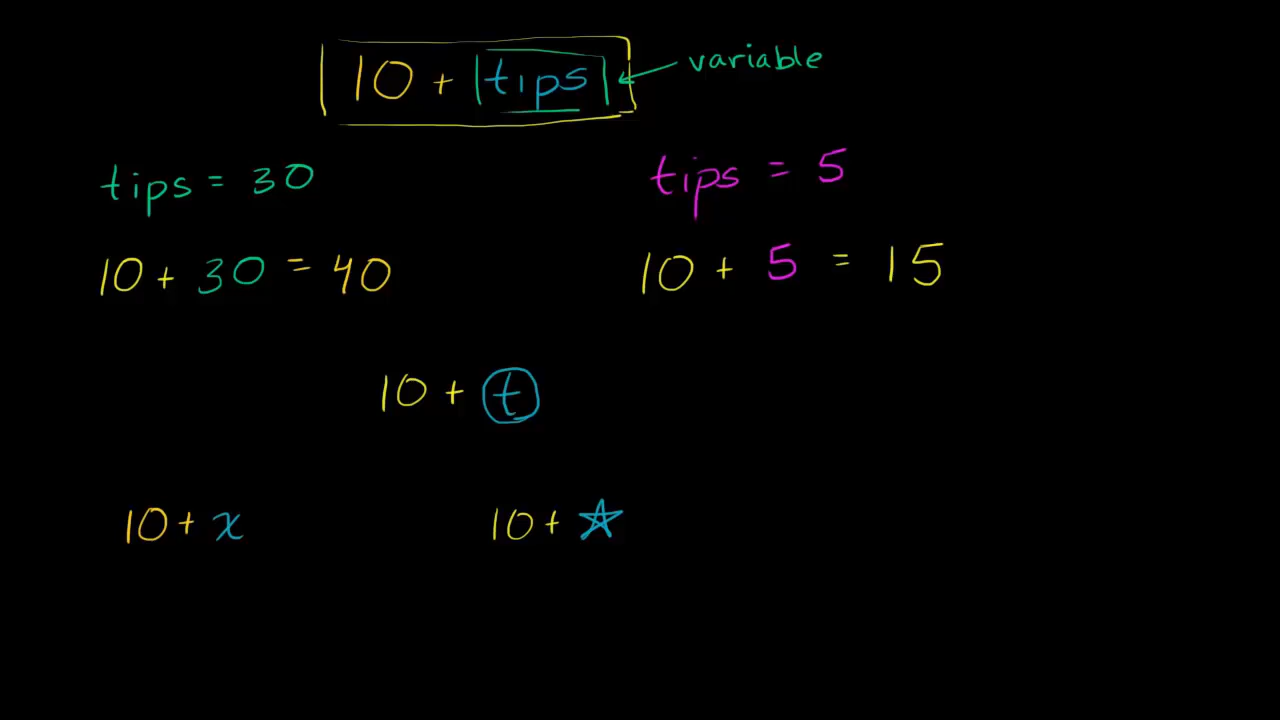 10 + tips ← variable
tips = 30 tips = 5
10 + 30 = 40 10 + 5 = 15
10 + t
10 + x 10 + ☆